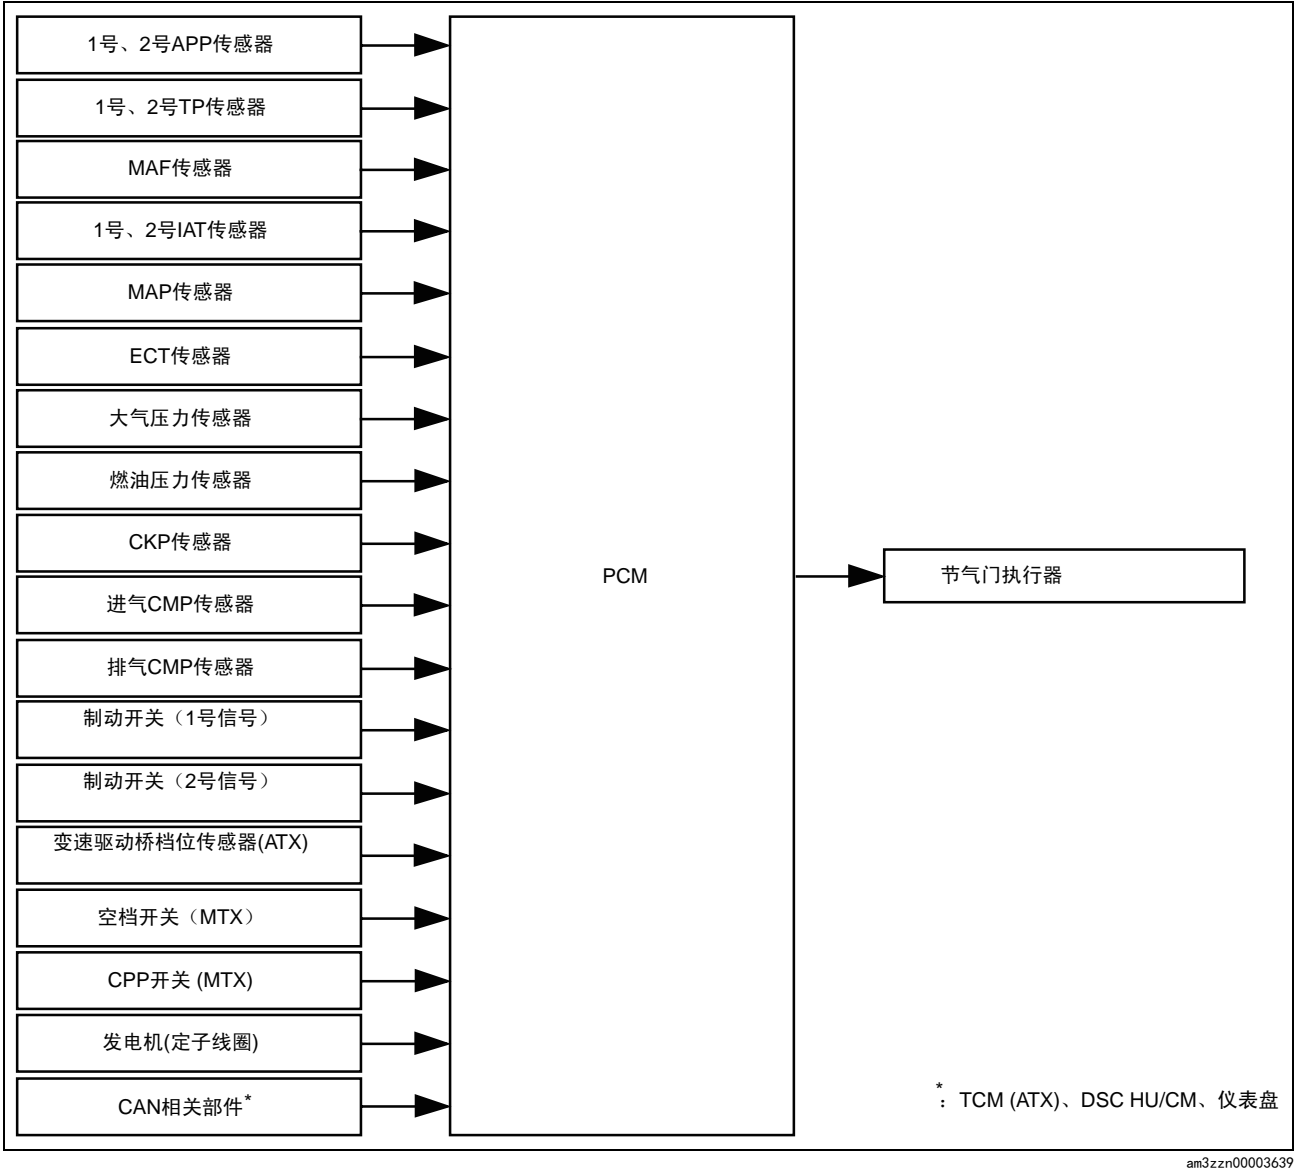 1号、2号APP传感器
1号、2号TP传感器
MAF传感器
1号、2号IAT传感器
MAP传感器
ECT传感器
大气压力传感器
燃油压力传感器
CKP传感器
进气CMP传感器
排气CMP传感器
制动开关（1号信号）
制动开关（2号信号）
变速驱动桥档位传感器(ATX)
空档开关（MTX）
CPP开关 (MTX)
发电机(定子线圈)
CAN相关部件*
PCM
节气门执行器
*：TCM (ATX)、DSC HU/CM、仪表盘
am3zzn00003639